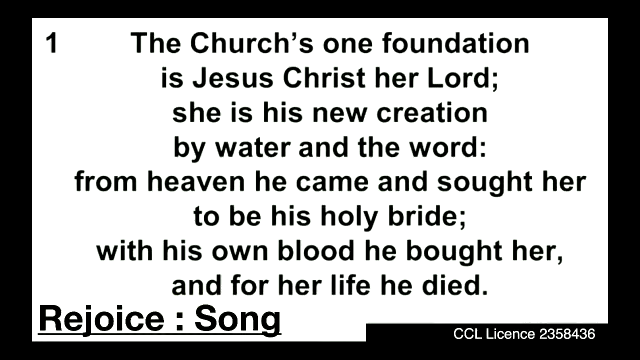 1 The Church’s one foundation
is Jesus Christ her Lord;
she is his new creation
by water and the word:
from heaven he came and sought her
to be his holy bride;
with his own blood he bought her,
and for her life he died.
Rejoice : Song
CCL Licence 2358436